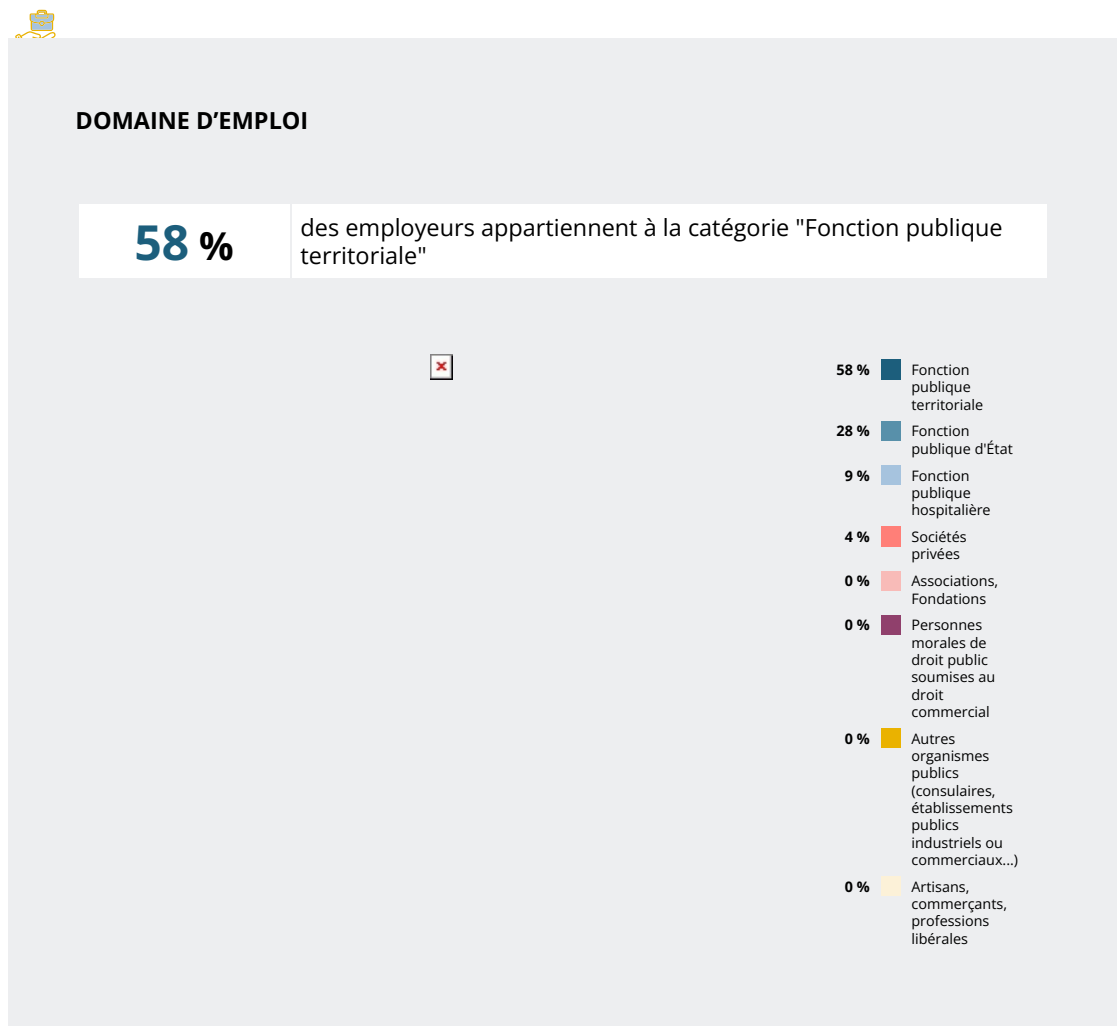 DOMAINE D'EMPLOI
58 %
des employeurs appartiennent à la catégorie "Fonction publique
territoriale"
58 % Fonction
publique
territoriale
28 % Fonction
publique d'État
9 % Fonction
publique
hospitalière
4 % Sociétés
privées
0 % Associations,
Fondations
0 % Personnes
morales de
droit public
soumises au
droit
commercial
0 % Autres
organismes
publics
(consulaires,
établissements
publics
industriels ou
commerciaux...)
0 % Artisans,
commerçants,
professions
libérales